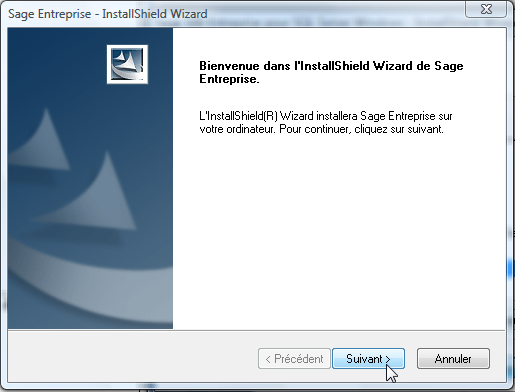 Sage Entreprise - InstallShield Wizard
Bienvenue dans l'InstallShield Wizard de Sage
Entreprise.
L'InstallShield(R) Wizard installera Sage Entreprise sur
votre ordinateur. Pour continuer, cliquez sur suivant.
< Précédent Suivant > Annuler